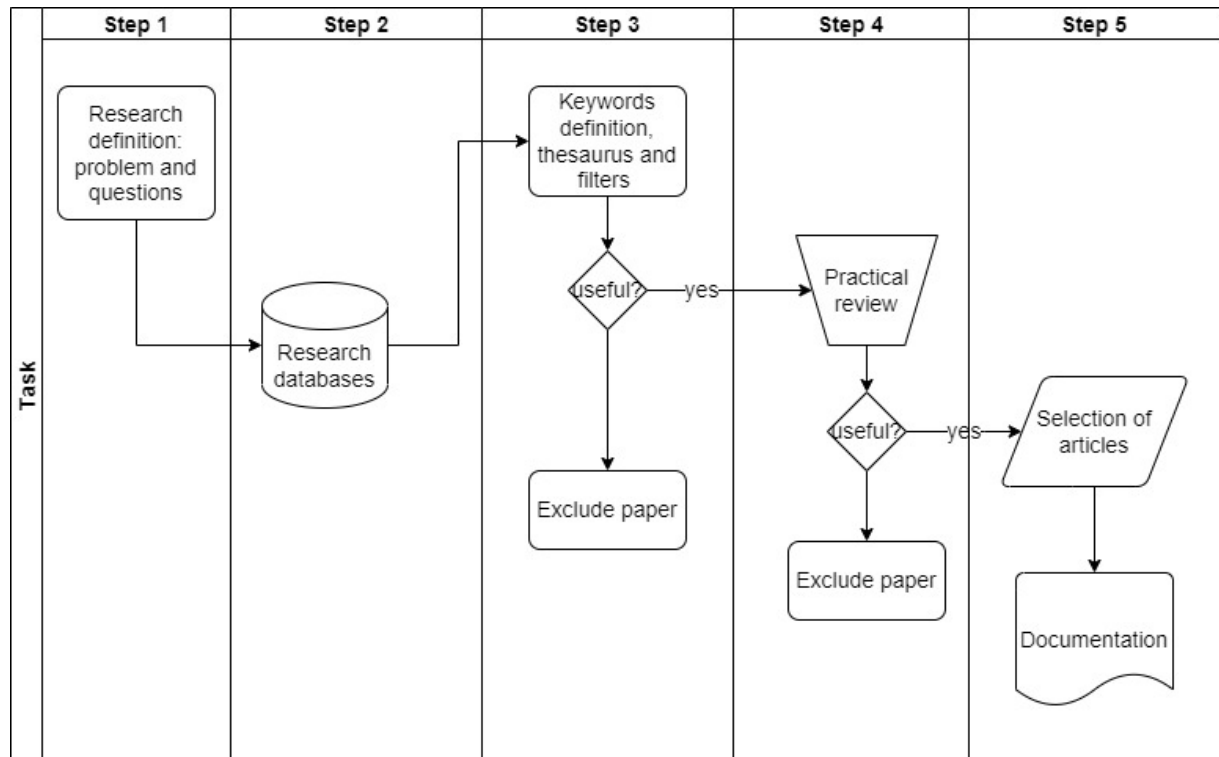 Step 1
Step 2
Step 3
Step 4
Step 5
Task
Research
definition:
problem and
questions
Research
databases
Keywords
definition,
thesaurus and
filters
useful?
yes
Exclude paper
Practical
review
useful?
yes
Exclude paper
Selection of
articles
Documentation